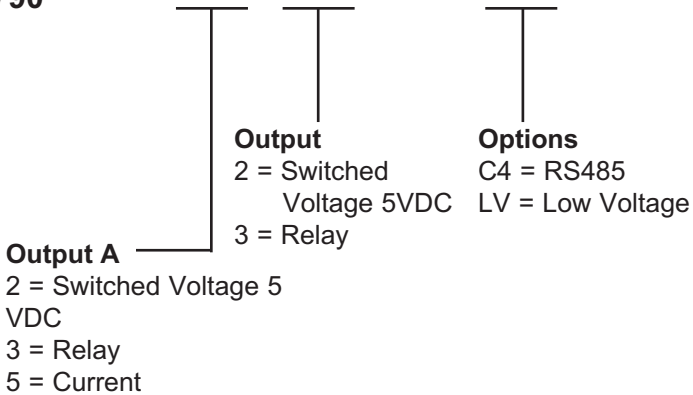 Output
2 = Switched
Voltage 5VDC
3 = Relay
Options
C4 = RS485
LV = Low Voltage
Output A
2 = Switched Voltage 5
VDC
3 = Relay
5 = Current